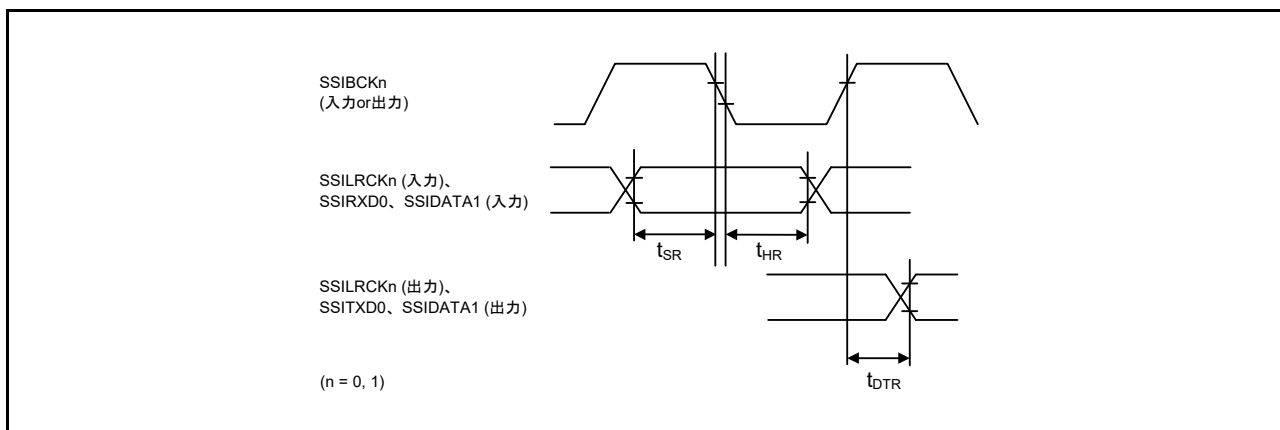 SSIBCKn
(入力or出力)
SSILRCKn (入力)、
SSIRXD0、SSIDATA1 (入力)
tSR
tHR
SSILRCKn (出力)、
SSITXD0、SSIDATA1 (出力)
tDTR
(n = 0, 1)